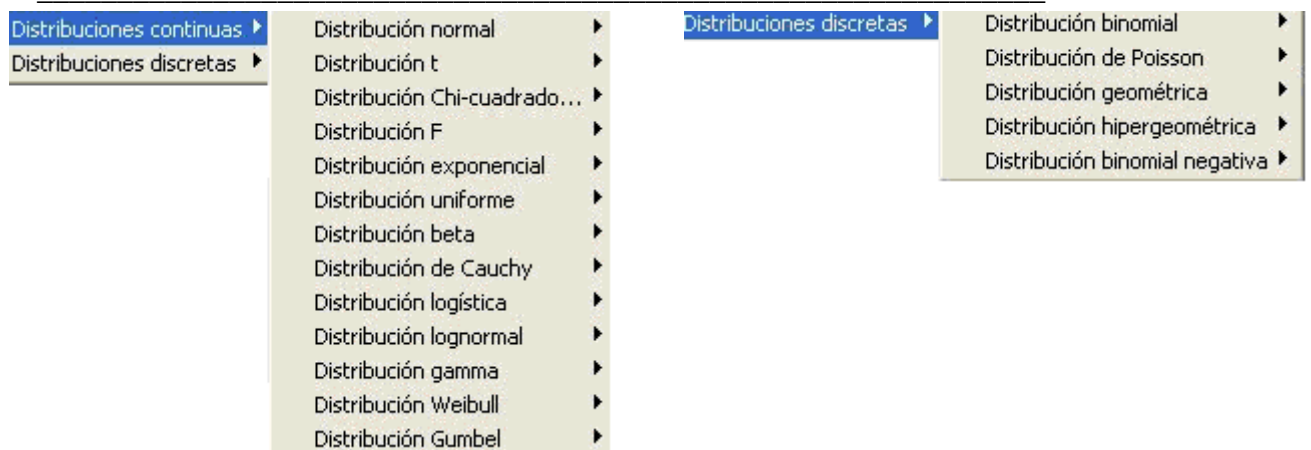 Distribuciones continuas
Distribuciones discretas
Distribución normal
Distribución t
Distribución Chi-cuadrado...
Distribución F
Distribución exponencial
Distribución uniforme
Distribución beta
Distribución de Cauchy
Distribución logística
Distribución lognormal
Distribución gamma
Distribución Weibull
Distribución Gumbel
Distribuciones discretas
Distribución binomial
Distribución de Poisson
Distribución geométrica
Distribución hipergeométrica
Distribución binomial negativa